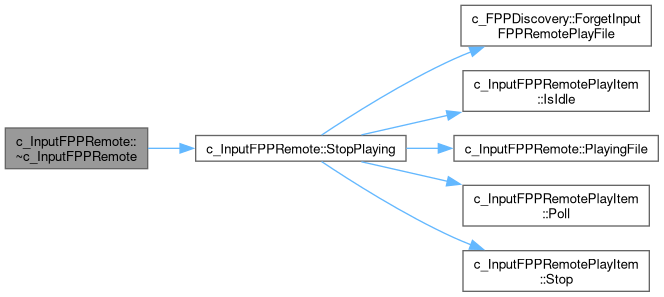 c_InputFPPRemote::
~c_InputFPPRemote
c_InputFPPRemote::StopPlaying
c_FPPDiscovery::ForgetInput
FPPRemotePlayFile
c_InputFPPRemotePlayItem
::IsIdle
c_InputFPPRemote::PlayingFile
c_InputFPPRemotePlayItem
::Poll
c_InputFPPRemotePlayItem
::Stop